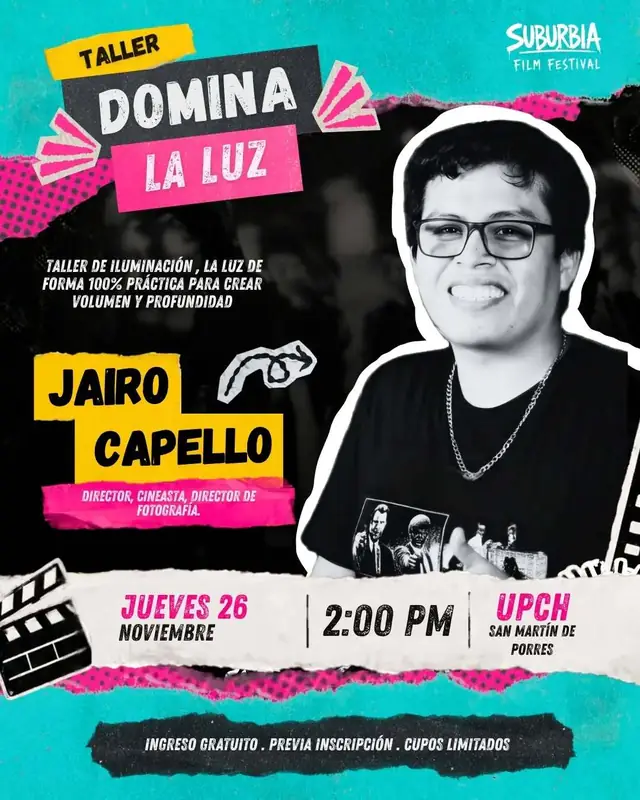 TALLER
DOMINA
LA LUZ
SUBURBIA
FILM FESTIVAL
TALLER DE ILUMINACIÓN , LA LUZ DE
FORMA 100% PRÁCTICA PARA CREAR
VOLUMEN Y PROFUNDIDAD
JAIRO
CAPELLO
DIRECTOR, CINEASTA, DIRECTOR DE
FOTOGRAFÍA.
JUEVES 26
NOVIEMBRE
2:00 PM
UPCH
SAN MARTÍN DE
PORRES
INGRESO GRATUITO . PREVIA INSCRIPCIÓN . CUPOS LIMITADOS